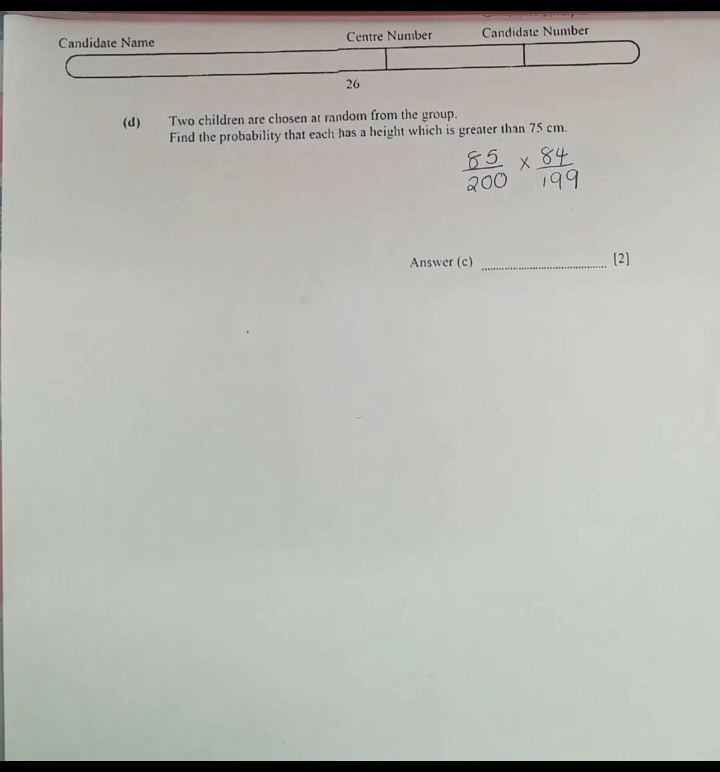 Candidate Name Centre Number Candidate Number
26
(d) Two children are chosen at random from the group.
Find the probability that each has a height which is greater than 75 cm.
85/200 x 84/199
Answer (c) .......................................... [2]